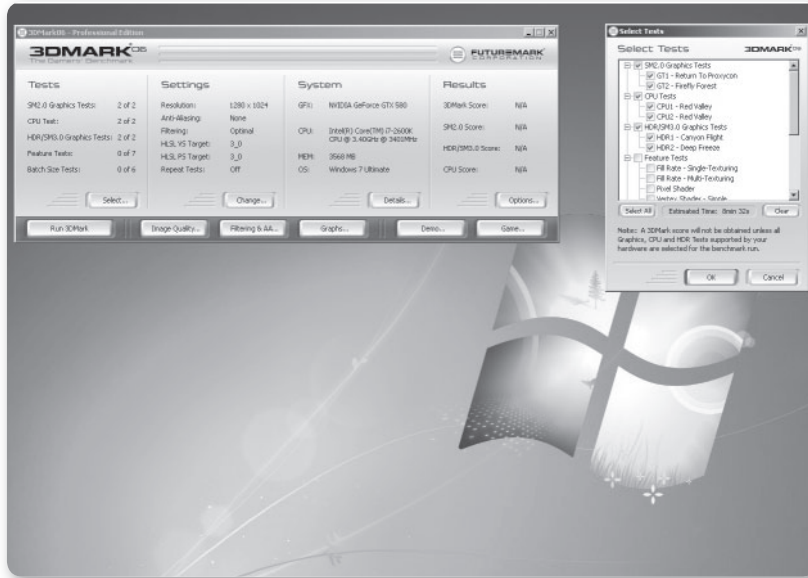 3DMark06 - Professional Edition
3DMARK06
The Gamers' Benchmark
FUTUREMARK
CORPORATION
Tests
SM2.0 Graphics Tests: 2 of 2
CPU Test: 2 of 2
HDR/SM3.0 Graphics Tests: 2 of 2
Feature Tests: 0 of 7
Batch Size Tests: 0 of 6
Select...
Settings
Resolution: 1280 x 1024
Anti-Aliasing: None
Filtering: Optimal
HLSL VS Target: 3_0
HLSL PS Target: 3_0
Repeat Tests: Off
Change...
System
GFX: NVIDIA GeForce GTX 580
CPU: Intel(R) Core(TM) i7-2600K
CPU @ 3.40GHz @ 3401MHz
MEM: 3568 MB
OS: Windows 7 Ultimate
Details...
Results
3DMark Score: N/A
SM2.0 Score: N/A
HDR/SM3.0 Score: N/A
CPU Score: N/A
Options...
Run 3DMark
Image Quality...
Filtering & AA...
Graphs...
Demo...
Game...
Select Tests
Select Tests
3DMARK06
SM2.0 Graphics Tests
GT1 - Return To Proxycon
GT2 - Firefly Forest
CPU Tests
CPU1 - Red Valley
CPU2 - Red Valley
HDR/SM3.0 Graphics Tests
HDR1 - Canyon Flight
HDR2 - Deep Freeze
Feature Tests
Fill Rate - Single-Texturing
Fill Rate - Multi-Texturing
Pixel Shader
Vertex Shader - Simple
Select All
Estimated Time: 8min 32s
Clear
Note: A 3DMark score will not be obtained unless all
Graphics, CPU and HDR Tests supported by your
hardware are selected for the benchmark run.
OK
Cancel